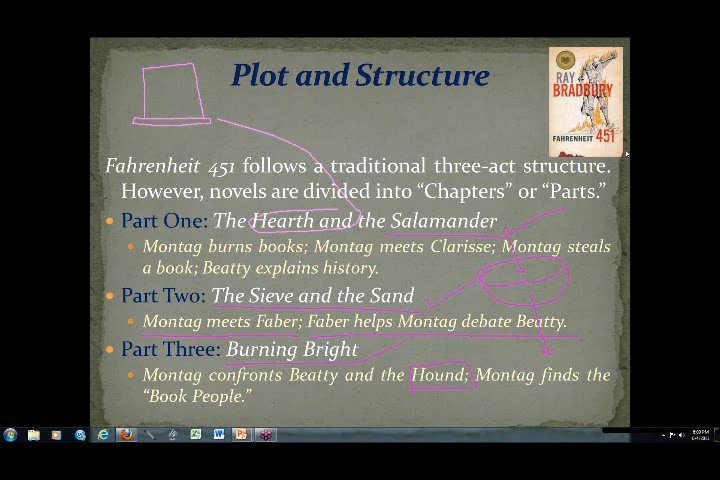 Plot and Structure
RAY
BRADBURY
FAHRENHEIT 451
Fahrenheit 451 follows a traditional three-act structure.
However, novels are divided into “Chapters” or “Parts.”
Part One: The Hearth and the Salamander
Montag burns books; Montag meets Clarisse; Montag steals
a book; Beatty explains history.
Part Two: The Sieve and the Sand
Montag meets Faber; Faber helps Montag debate Beatty.
Part Three: Burning Bright
Montag confronts Beatty and the Hound; Montag finds the
“Book People.”
8:09 PM